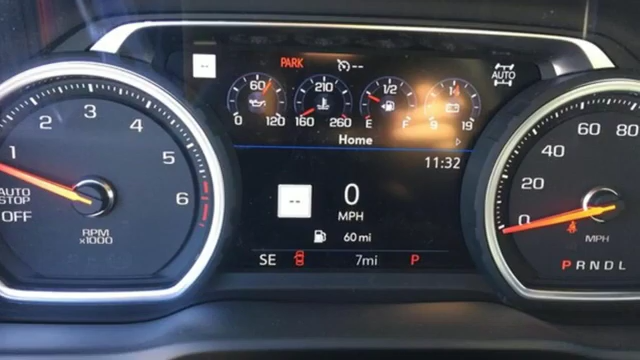 PARK --
-- 60 210 1/2 14 AUTO
0 120 160 260 E F 9 19
Home
11:32
-- 0
MPH
60 mi
SE 7mi P
1 2 3 4 5 6
AUTO
STOP
OFF
RPM
x1000
0 20 40 60 80
MPH
PRNDL